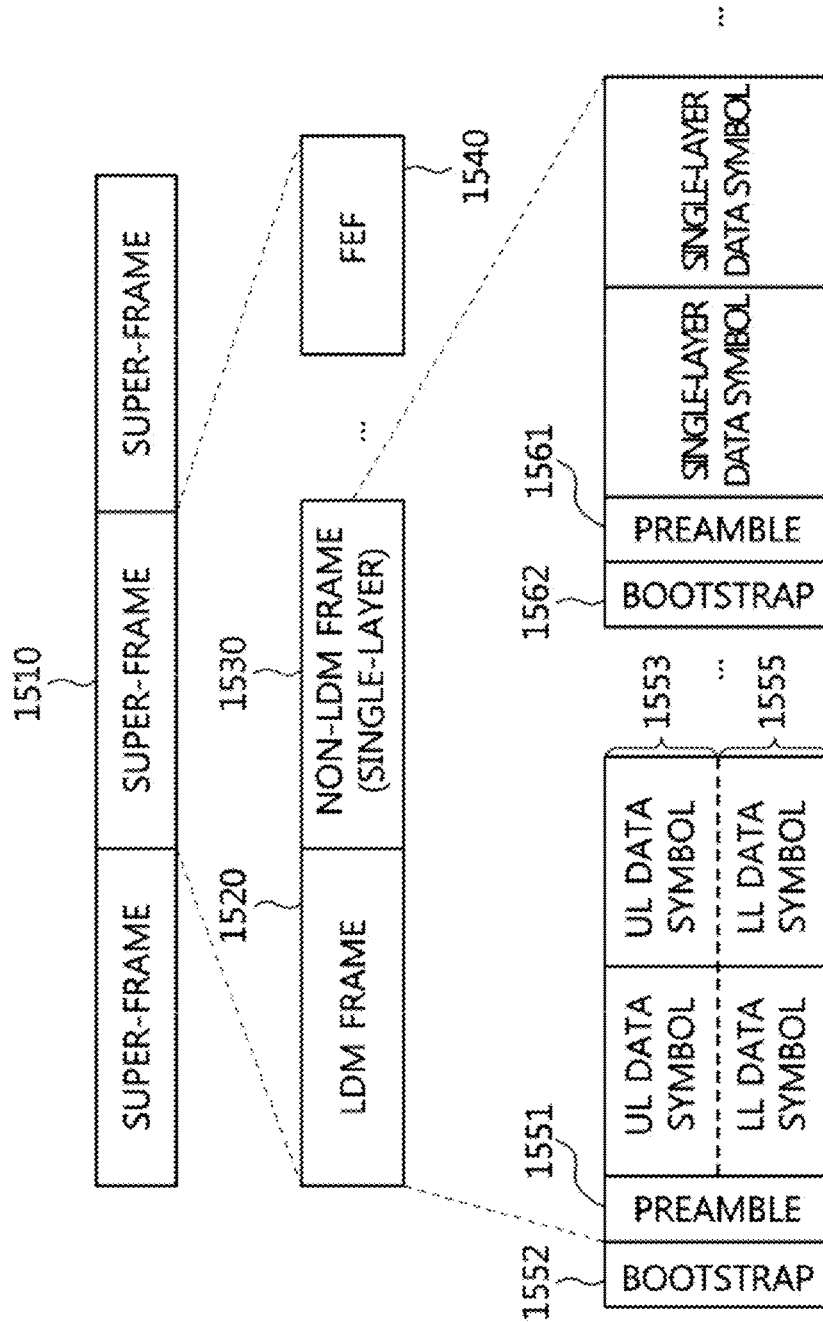 1510
SUPER-FRAME
SUPER-FRAME
SUPER-FRAME
1520
1530
LDM FRAME
NON-LDM FRAME
(SINGLE-LAYER)
...
FEF
1540
1552
1551
BOOTSTRAP
PREAMBLE
UL DATA
SYMBOL
UL DATA
SYMBOL
LL DATA
SYMBOL
LL DATA
SYMBOL
1553
...
1555
1562
1561
BOOTSTRAP
PREAMBLE
SINGLE-LAYER
DATA SYMBOL
SINGLE-LAYER
DATA SYMBOL
...